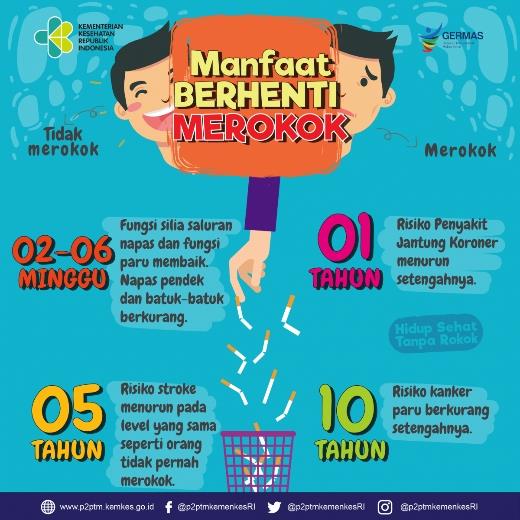 KEMENTERIAN
KESEHATAN
REPUBLIK
INDONESIA
GERMAS
Manfaat
BERHENTI
MEROKOK
Tidak
merokok
Merokok
02-06
MINGGU
Fungsi silia saluran
napas dan fungsi
paru membaik.
Napas pendek
dan batuk-batuk
berkurang.
01
TAHUN
Risiko Penyakit
Jantung Koroner
menurun
setengahnya.
Hidup Sehat
Tanpa Rokok
05
TAHUN
Risiko stroke
menurun pada
level yang sama
seperti orang
tidak pernah
merokok.
10
TAHUN
Risiko kanker
paru berkurang
setengahnya.
www.p2ptm.kemkes.go.id
@p2ptmkemenkesRI
@p2ptmkemenkesRI
@p2ptmkemenkesRI